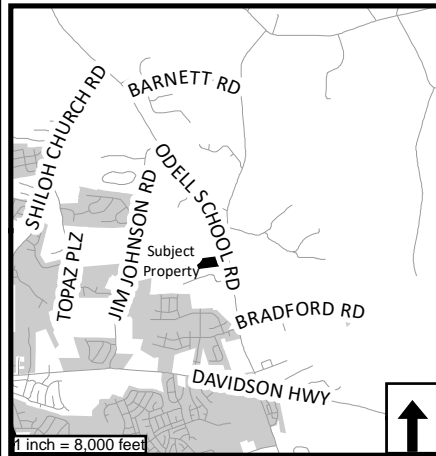 SHILOH CHURCH RD
BARNETT RD
ODELL SCHOOL RD
JIM JOHNSON RD
TOPAZ PLZ
Subject
Property
BRADFORD RD
DAVIDSON HWY
1 inch = 8,000 feet